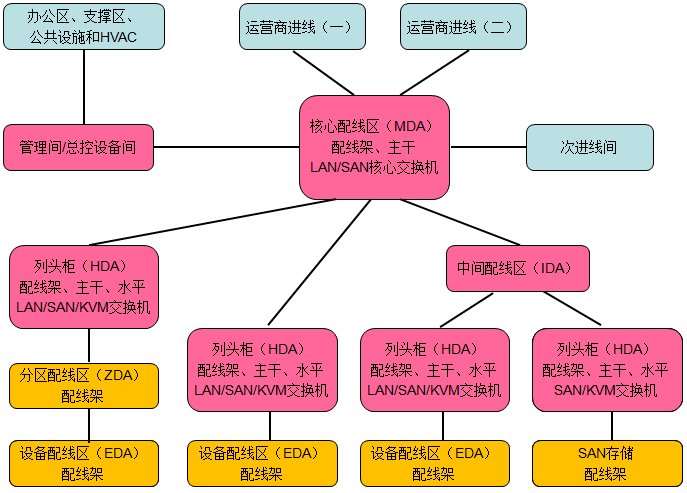 办公区、支撑区、
公共设施和HVAC
运营商进线（一）
运营商进线（二）
核心配线区（MDA）
配线架、主干
LAN/SAN核心交换机
管理间/总控设备间
次进线间
列头柜（HDA）
配线架、主干、水平
LAN/SAN/KVM交换机
中间配线区（IDA）
列头柜（HDA）
配线架、主干、水平
LAN/SAN/KVM交换机
列头柜（HDA）
配线架、主干、水平
LAN/SAN/KVM交换机
列头柜（HDA）
配线架、主干、水平
SAN/KVM交换机
分区配线区（ZDA）
配线架
设备配线区（EDA）
配线架
设备配线区（EDA）
配线架
设备配线区（EDA）
配线架
SAN存储
配线架